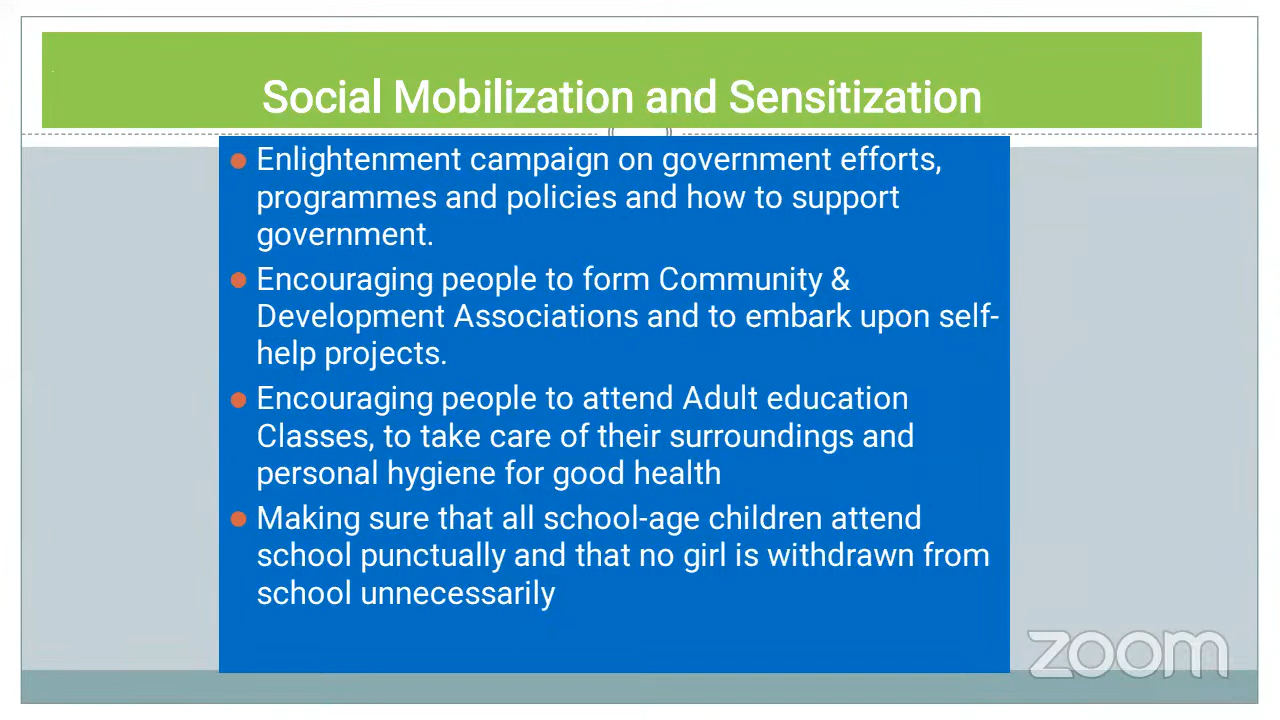 Social Mobilization and Sensitization
Enlightenment campaign on government efforts,
programmes and policies and how to support
government.
Encouraging people to form Community &
Development Associations and to embark upon self-
help projects.
Encouraging people to attend Adult education
Classes, to take care of their surroundings and
personal hygiene for good health
Making sure that all school-age children attend
school punctually and that no girl is withdrawn from
school unnecessarily
zoom